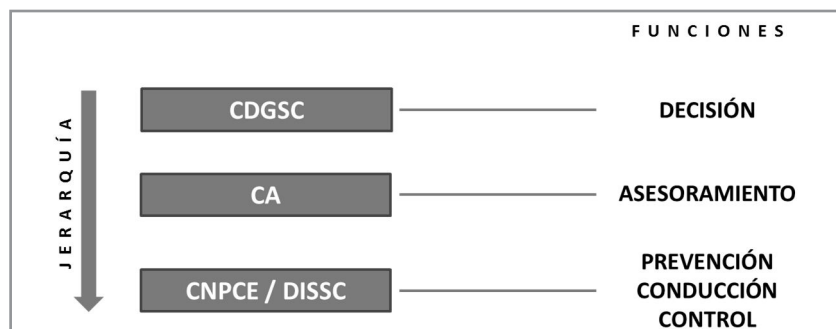 FUNCIONES
JERARQUÍA
CDGSC
DECISIÓN
CA
ASESORAMIENTO
CNPCE / DISSC
PREVENCIÓN
CONDUCCIÓN
CONTROL